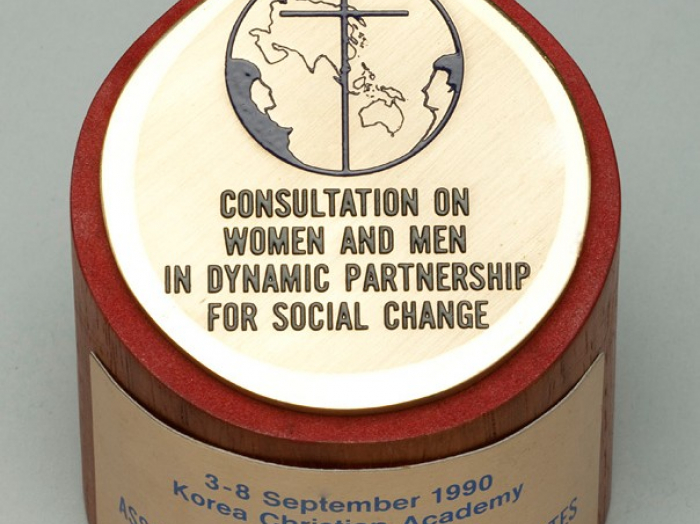 CONSULTATION ON
WOMEN AND MEN
IN DYNAMIC PARTNERSHIP
FOR SOCIAL CHANGE
3-8 September 1990
Korea Christian Academy